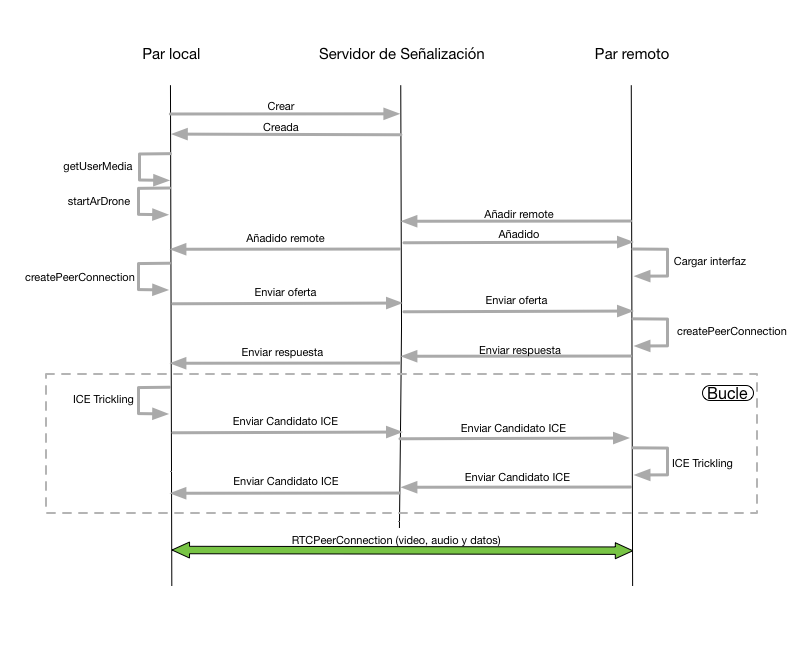 Par local
Servidor de Señalización
Par remoto
Crear
Creada
getUserMedia
startArDrone
Añadir remote
Añadido
Añadido remote
Cargar interfaz
createPeerConnection
Enviar oferta
Enviar oferta
createPeerConnection
Enviar respuesta
Enviar respuesta
Bucle
ICE Trickling
Enviar Candidato ICE
Enviar Candidato ICE
ICE Trickling
Enviar Candidato ICE
Enviar Candidato ICE
RTCPeerConnection (video, audio y datos)